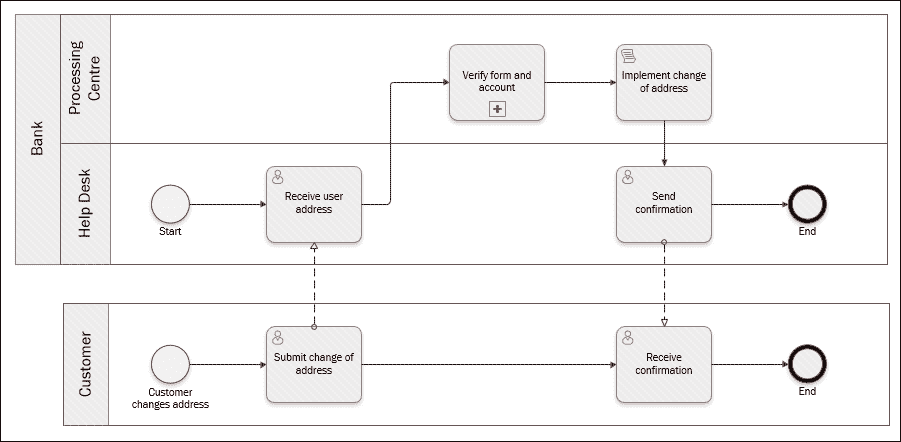 Bank
Processing
Centre
Verify form and
account
Implement change
of address
Help Desk
Start
Receive user
address
Send
confirmation
End
Customer
Customer
changes address
Submit change of
address
Receive
confirmation
End